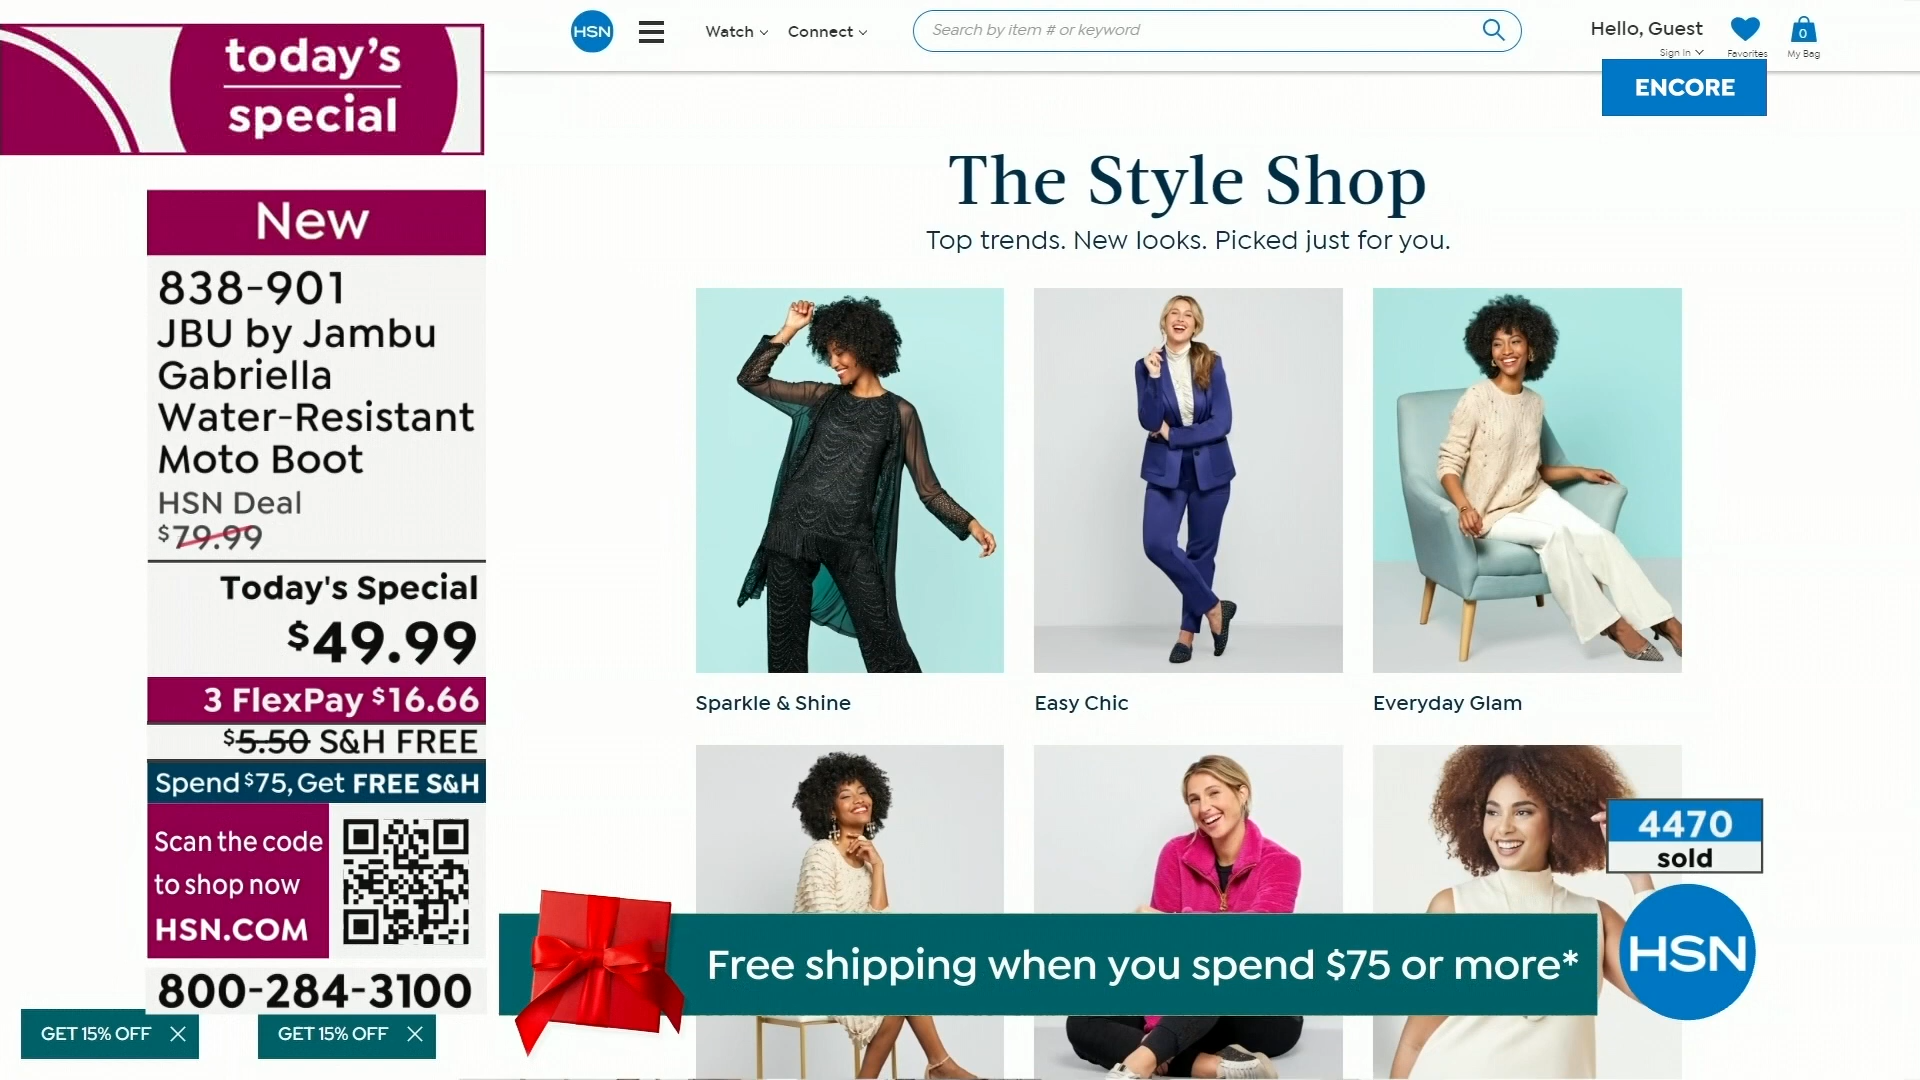 today's
special
New
838-901
JBU by Jambu
Gabriella
Water-Resistant
Moto Boot
HSN Deal
$79.99
Today's Special
$49.99
3 FlexPay $16.66
$5.50 S&H FREE
Spend $75, Get FREE S&H
Scan the code
to shop now
HSN.COM
800-284-3100
GET 15% OFF
GET 15% OFF
HSN
Watch
Connect
Search by item # or keyword
Hello, Guest
Sign In
Favorites
0
My Bag
ENCORE
The Style Shop
Top trends. New looks. Picked just for you.
Sparkle & Shine
Easy Chic
Everyday Glam
4470
sold
Free shipping when you spend $75 or more*
HSN